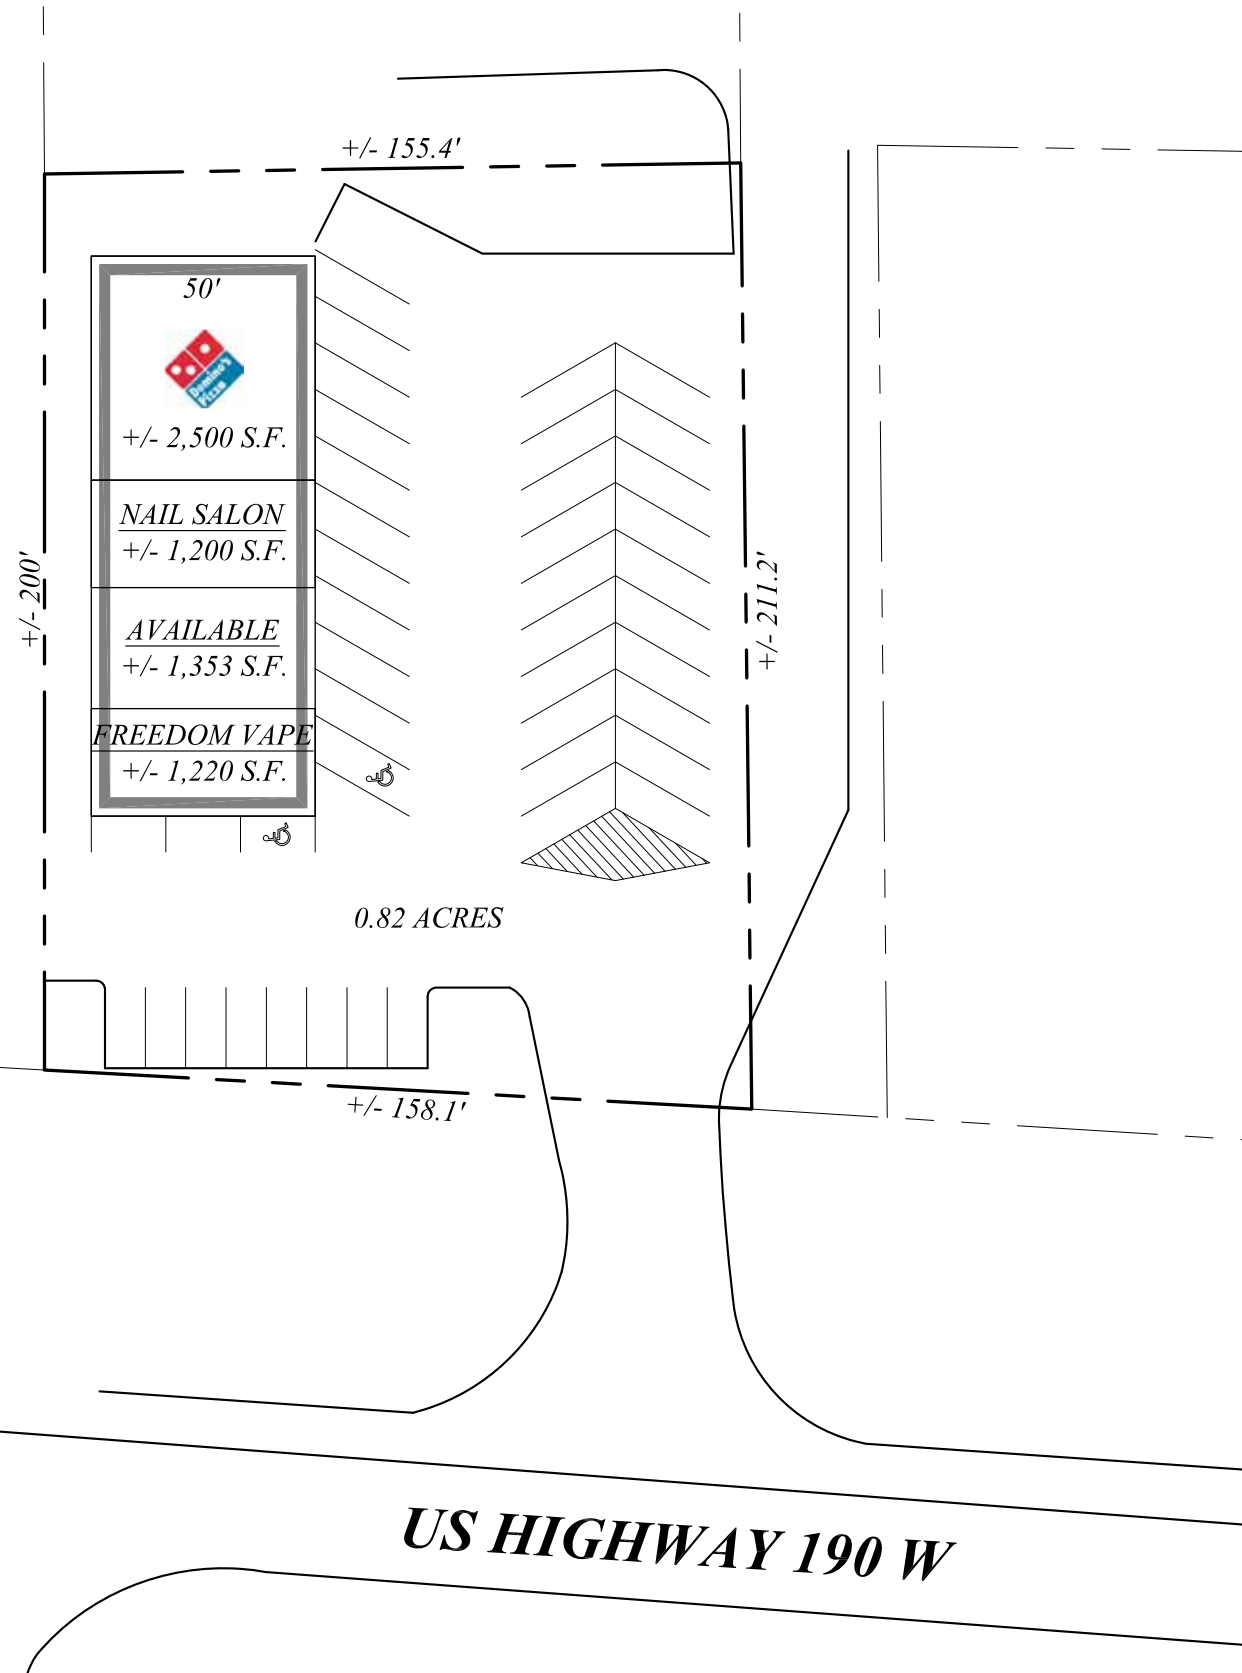 +/- 155.4'
50'
Domino's
Pizza
+/- 2,500 S.F.
NAIL SALON
+/- 1,200 S.F.
+/- 200'
+/- 211.2'
AVAILABLE
+/- 1,353 S.F.
FREEDOM VAPE
+/- 1,220 S.F.
0.82 ACRES
+/- 158.1'
US HIGHWAY 190 W